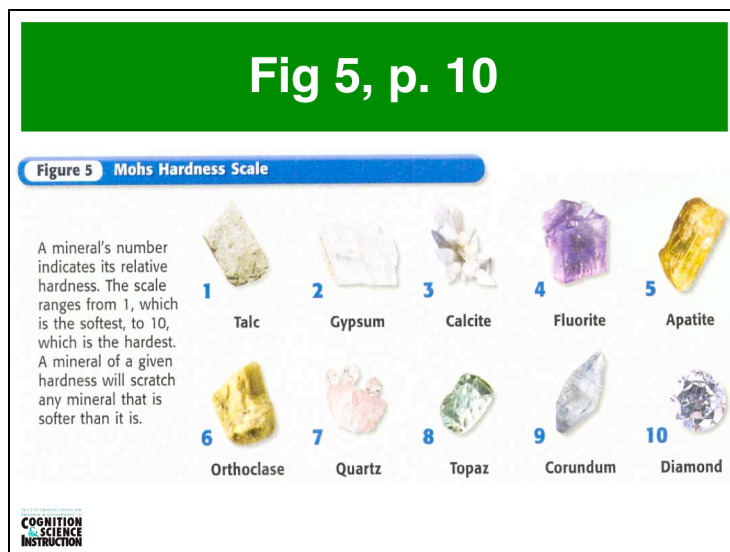 Fig 5, p. 10
Figure 5 Mohs Hardness Scale
A mineral's number
indicates its relative
hardness. The scale
ranges from 1, which
is the softest, to 10,
which is the hardest.
A mineral of a given
hardness will scratch
any mineral that is
softer than it is.
1 2 3 4 5
Talc Gypsum Calcite Fluorite Apatite
6 7 8 9 10
Orthoclase Quartz Topaz Corundum Diamond
COGNITION
& SCIENCE
INSTRUCTION